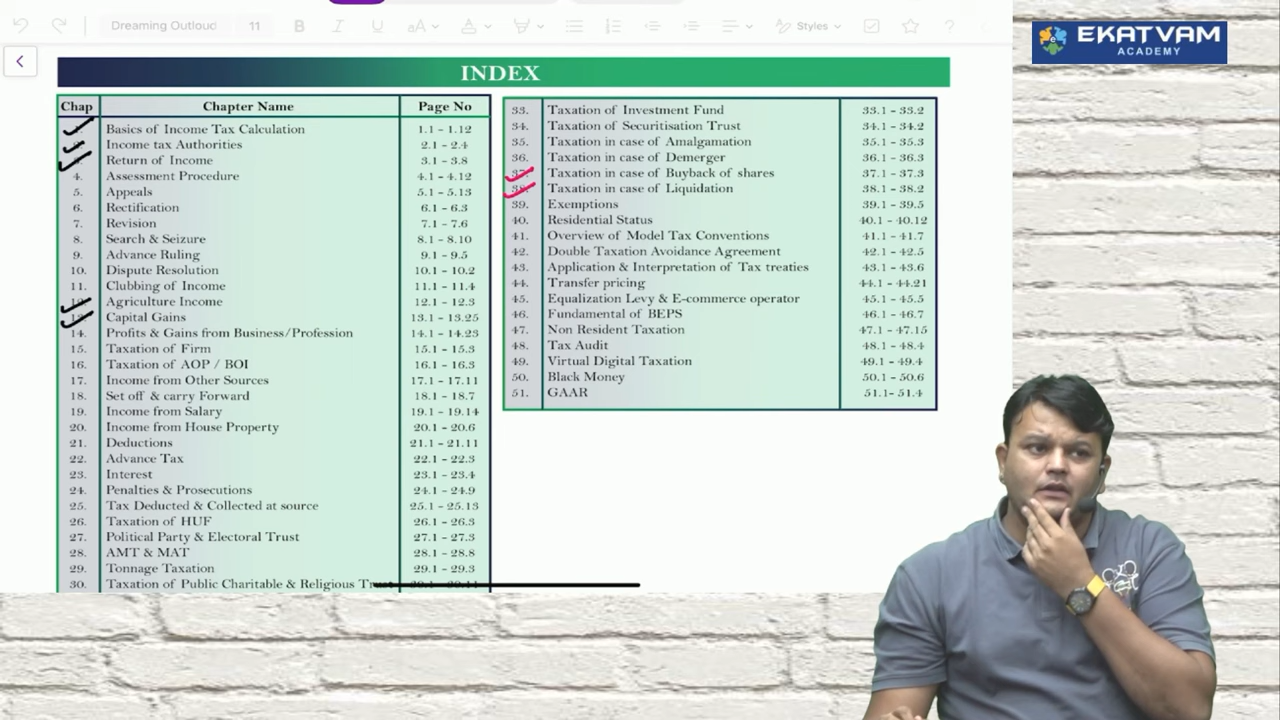 Dreaming Outloud 11 B I U aA A Styles ?
EKATVAM
ACADEMY
INDEX
Chap Chapter Name Page No
Basics of Income Tax Calculation 1.1 - 1.12
Income tax Authorities 2.1 - 2.4
Return of Income 3.1 - 3.8
4. Assessment Procedure 4.1 - 4.12
5. Appeals 5.1 - 5.13
6. Rectification 6.1 - 6.3
7. Revision 7.1 - 7.6
8. Search & Seizure 8.1 - 8.10
9. Advance Ruling 9.1 - 9.5
10. Dispute Resolution 10.1 - 10.2
11. Clubbing of Income 11.1 - 11.4
12. Agriculture Income 12.1 - 12.3
13. Capital Gains 13.1 - 13.25
14. Profits & Gains from Business/Profession 14.1 - 14.23
15. Taxation of Firm 15.1 - 15.3
16. Taxation of AOP / BOI 16.1 - 16.3
17. Income from Other Sources 17.1 - 17.11
18. Set off & carry Forward 18.1 - 18.7
19. Income from Salary 19.1 - 19.14
20. Income from House Property 20.1 - 20.6
21. Deductions 21.1 - 21.11
22. Advance Tax 22.1 - 22.3
23. Interest 23.1 - 23.4
24. Penalties & Prosecutions 24.1 - 24.9
25. Tax Deducted & Collected at source 25.1 - 25.13
26. Taxation of HUF 26.1 - 26.3
27. Political Party & Electoral Trust 27.1 - 27.3
28. AMT & MAT 28.1 - 28.8
29. Tonnage Taxation 29.1 - 29.3
30. Taxation of Public Charitable & Religious
33. Taxation of Investment Fund 33.1 - 33.2
34. Taxation of Securitisation Trust 34.1 - 34.2
35. Taxation in case of Amalgamation 35.1 - 35.3
36. Taxation in case of Demerger 36.1 - 36.3
37. Taxation in case of Buyback of shares 37.1 - 37.3
38. Taxation in case of Liquidation 38.1 - 38.2
39. Exemptions 39.1 - 39.5
40. Residential Status 40.1 - 40.12
41. Overview of Model Tax Conventions 41.1 - 41.7
42. Double Taxation Avoidance Agreement 42.1 - 42.5
43. Application & Interpretation of Tax treaties 43.1 - 43.6
44. Transfer pricing 44.1 - 44.21
45. Equalization Levy & E-commerce operator 45.1 - 45.5
46. Fundamental of BEPS 46.1 - 46.7
47. Non Resident Taxation 47.1 - 47.15
48. Tax Audit 48.1 - 48.4
49. Virtual Digital Taxation 49.1 - 49.4
50. Black Money 50.1 - 50.6
51. GAAR 51.1- 51.4